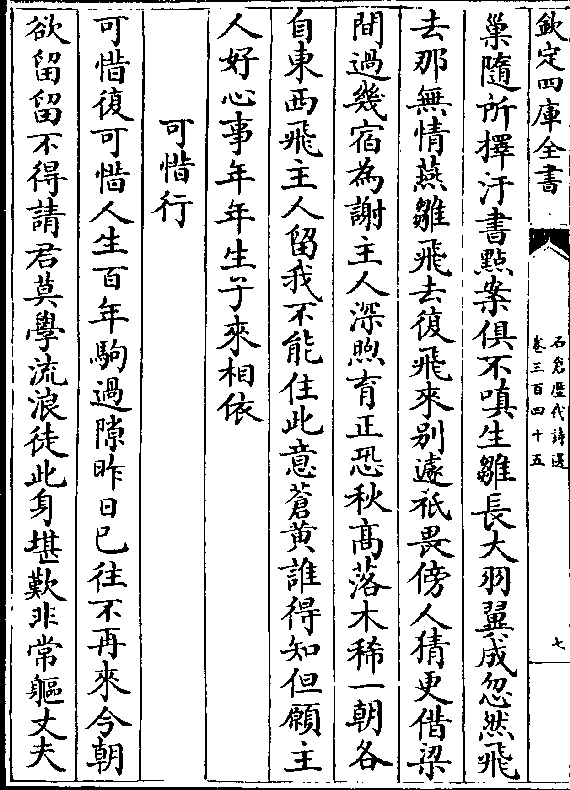 欽定四庫全書
石倉歷代詩選
卷三百四十五
七
巢隨所擇汙書點案俱不嗔生雛長大羽翼成忽然飛
去那無情燕雛飛去復飛來别遽祇畏傍人猜更借梁
間過幾宿為謝主人深煦育正恐秋高落木稀一朝各
自東西飛主人留我不能住此意蒼黄誰得知但願主
人好心事年年生子來相依
可惜行
可惜復可惜人生百年駒過隙昨日已往不再來今朝
欲留留不得請君莫學流浪徒此身堪歎非常軀丈夫